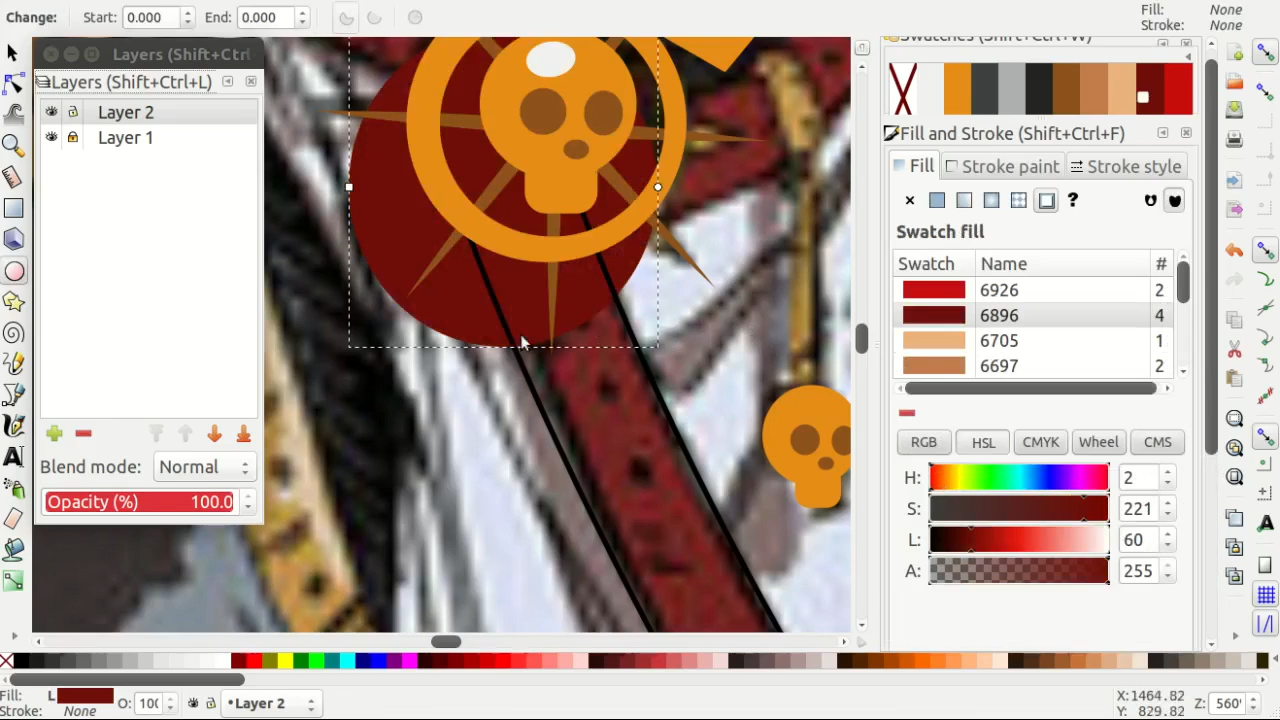 Change: Start: 0.000 End: 0.000
Fill: None
Stroke: None
Layers (Shift+Ctrl
Layers (Shift+Ctrl+L)
Layer 2
Layer 1
Blend mode: Normal
Opacity (%) 100.0
Swatches (Shift+Ctrl+W)
Fill and Stroke (Shift+Ctrl+F)
Fill Stroke paint Stroke style
?
Swatch fill
Swatch Name #
6926 2
6896 4
6705 1
6697 2
RGB HSL CMYK Wheel CMS
H: 2
S: 221
L: 60
A: 255
Fill: L O: 100
Stroke: None
•Layer 2
X:1464.82
Y: 829.82
Z: 560